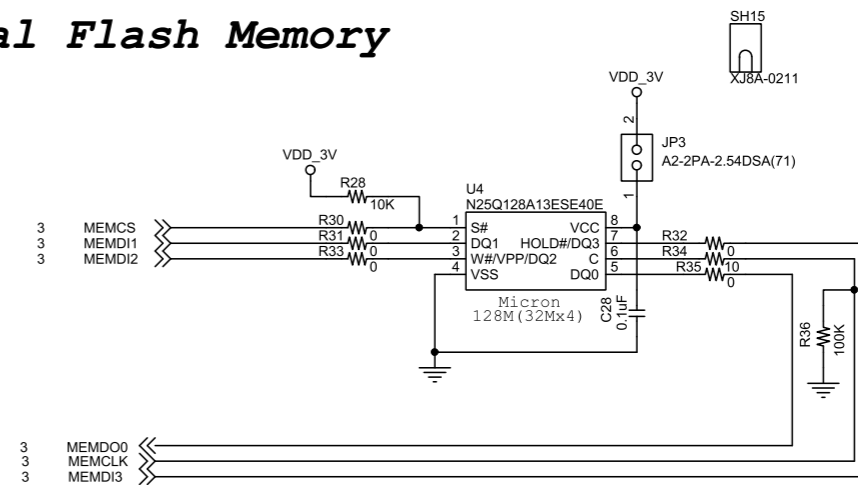 al Flash Memory
SH15
XJ8A-0211
VDD_3V
2
JP3
A2-2PA-2.54DSA(71)
1
VDD_3V
R28
10K
U4
N25Q128A13ESE40E
3 MEMCS R30 0 1 S# VCC 8
3 MEMDI1 R31 0 2 DQ1 HOLD#/DQ3 7 R32 0
3 MEMDI2 R33 0 3 W#/VPP/DQ2 C 6 R34 10
4 VSS DQ0 5 R35 0
Micron
128M(32Mx4)
C28
0.1uF
R36
100K
3 MEMDO0
3 MEMCLK
3 MEMDI3